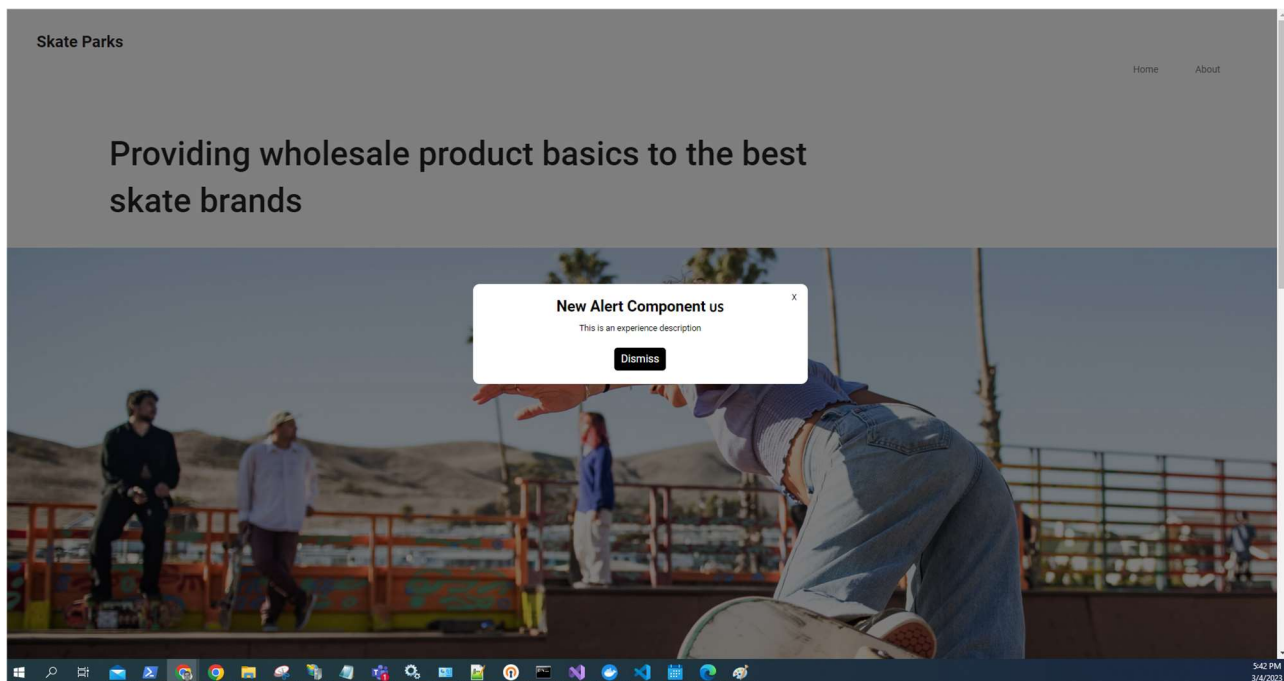 Skate Parks
Home About
Providing wholesale product basics to the best
skate brands
X
New Alert Component us
This is an experience description
Dismiss
5:42 PM
3/4/2023